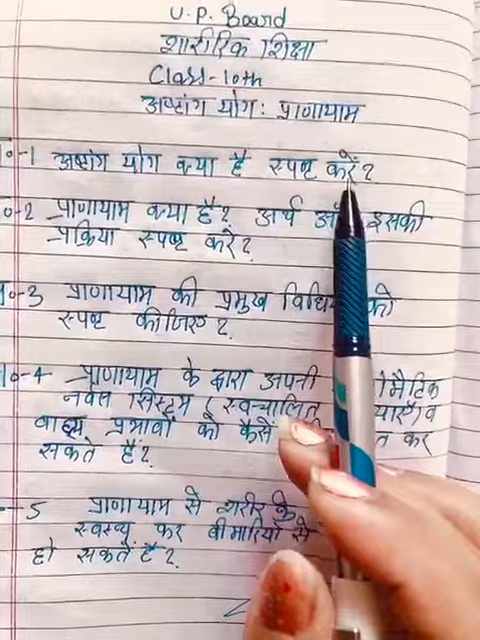 U.P. Board
शारीरिक शिक्षा
Class-10th
अष्टांग योग: प्राणायाम
-1 अष्टांग योग क्या है स्पष्ट करें?
-2 प्राणायाम क्या है? अर्थ इसकी
प्रक्रिया स्पष्ट करें?
-3 प्राणायाम की प्रमुख को
स्पष्ट कीजिए?
-4 प्राणायाम के द्वारा अपनी
नर्वस सिस्टम (स्वचालित व
वाह्य प्रभावों को कैसे कर
सकते हैं?
-5 प्राणायाम से शरीर के
स्वस्थ्य कर बीमारियों से
हो सकते है?